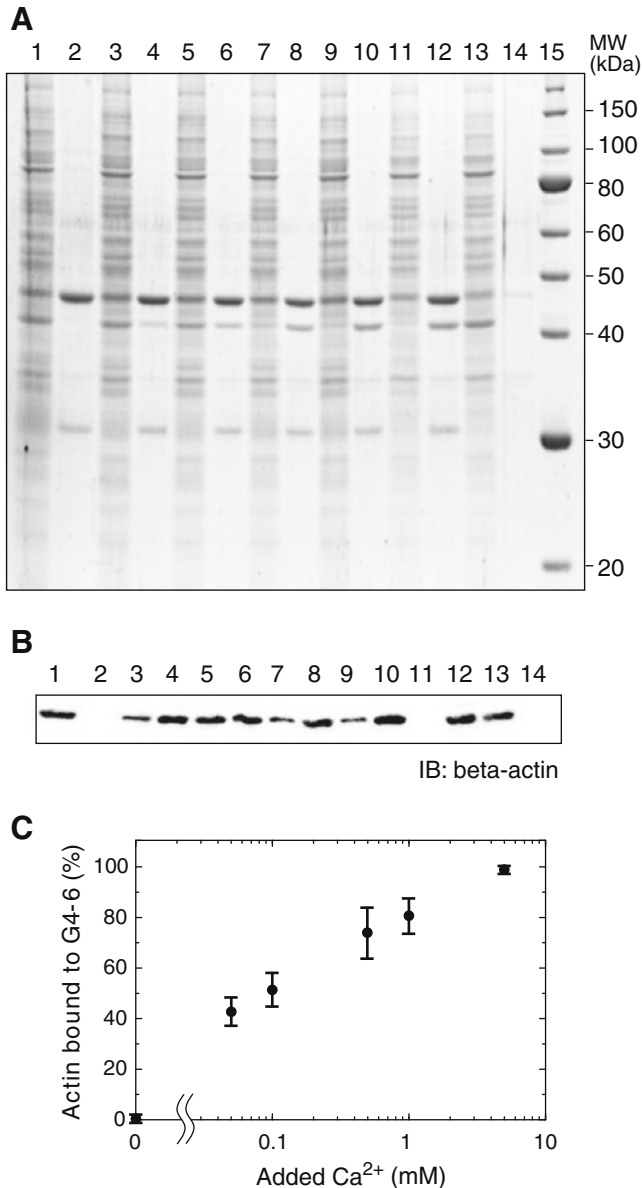 A
1 2 3 4 5 6 7 8 9 10 11 12 13 14 15 MW
(kDa)
150
100
80
60
50
40
30
20
B
1 2 3 4 5 6 7 8 9 10 11 12 13 14
IB: beta-actin
C
Actin bound to G4-6 (%)
100
80
60
40
20
0
0 0.1 1 10
Added Ca²⁺ (mM)